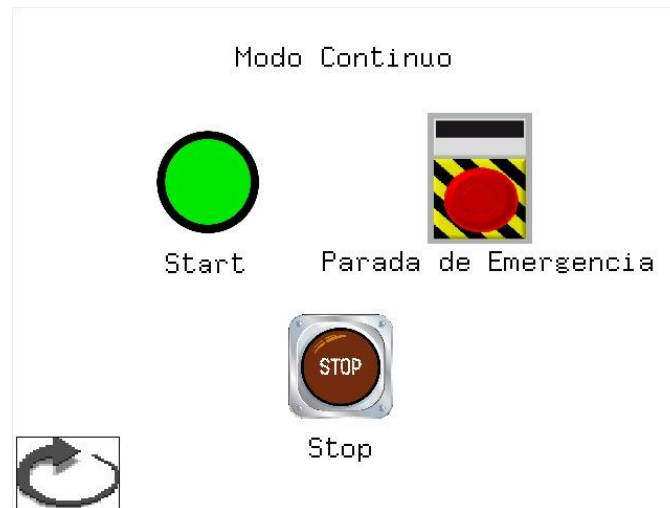 Modo Continuo
Start
Parada de Emergencia
STOP
Stop